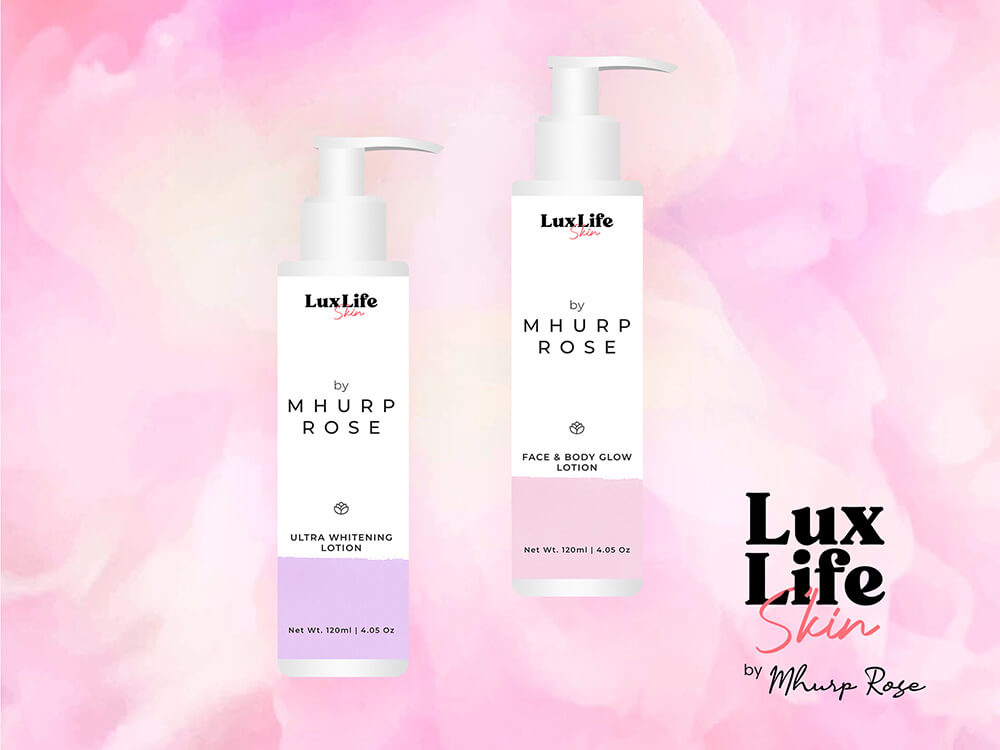 LuxLife
Skin
by
MHURP
ROSE
ULTRA WHITENING
LOTION
Net Wt. 120ml | 4.05 Oz
LuxLife
Skin
by
MHURP
ROSE
FACE & BODY GLOW
LOTION
Net Wt. 120ml | 4.05 Oz
Lux
Life
Skin
by Mhurp Rose